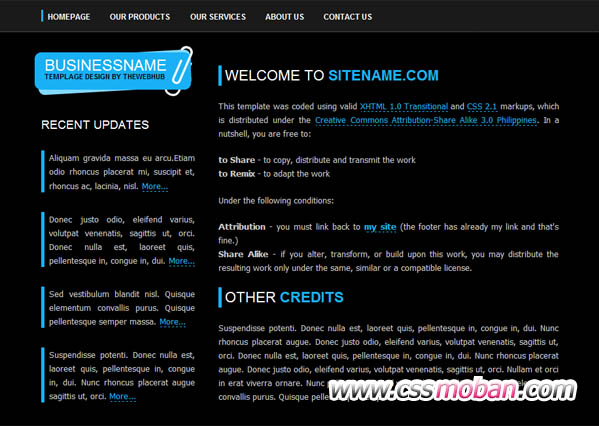 HOMEPAGE OUR PRODUCTS OUR SERVICES ABOUT US CONTACT US
BUSINESSNAME
TEMPLAGE DESIGN BY THEWEBHUB
RECENT UPDATES
Aliquam gravida massa eu arcu.Etiam
odio rhoncus placerat mi, suscipit et,
rhoncus ac, lacinia, nisl. More...
Donec justo odio, eleifend varius,
volutpat venenatis, sagittis ut, orci.
Donec nulla est, laoreet quis,
pellentesque in, congue in, dui. More...
Sed vestibulum blandit nisl. Quisque
elementum convallis purus. Quisque
pellentesque semper massa. More...
Suspendisse potenti. Donec nulla est,
laoreet quis, pellentesque in, congue
in, dui. Nunc rhoncus placerat augue
sagittis ut, orci. More...
WELCOME TO SITENAME.COM
This template was coded using valid XHTML 1.0 Transitional and CSS 2.1 markups, which
is distributed under the Creative Commons Attribution-Share Alike 3.0 Philippines. In a
nutshell, you are free to:
to Share - to copy, distribute and transmit the work
to Remix - to adapt the work
Under the following conditions:
Attribution - you must link back to my site (the footer has already my link and that's
fine.)
Share Alike - if you alter, transform, or build upon this work, you may distribute the
resulting work only under the same, similar or a compatible license.
OTHER CREDITS
Suspendisse potenti. Donec nulla est, laoreet quis, pellentesque in, congue in, dui. Nunc
rhoncus placerat augue. Donec justo odio, eleifend varius, volutpat venenatis, sagittis ut,
orci. Donec nulla est, laoreet quis, pellentesque in, congue in, dui. Nunc rhoncus placerat
augue. Donec justo odio, eleifend varius, volutpat venenatis, sagittis ut, orci. Nullam et orci
in erat viverra ornare. Nunc
convallis purus. Quisque
www.cssmoban.com